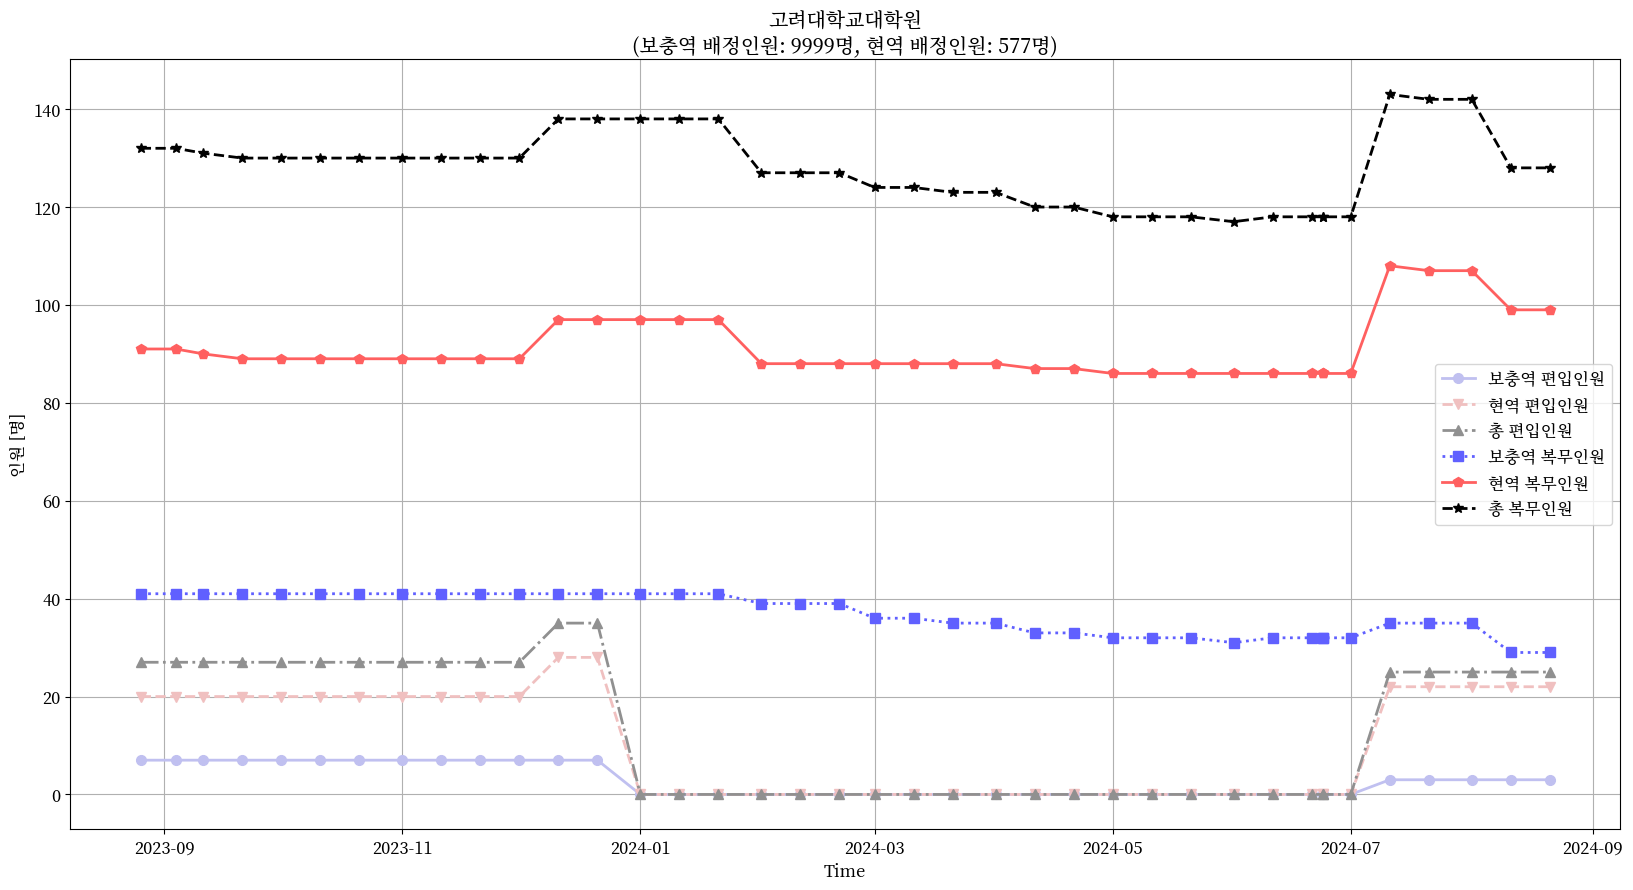 고려대학교대학원
(보충역 배정인원: 9999명, 현역 배정인원: 577명)
인원 [명]
140
120
100
80
60
40
20
0
보충역 편입인원
현역 편입인원
총 편입인원
보충역 복무인원
현역 복무인원
총 복무인원
2023-09
2023-11
2024-01
2024-03
2024-05
2024-07
2024-09
Time